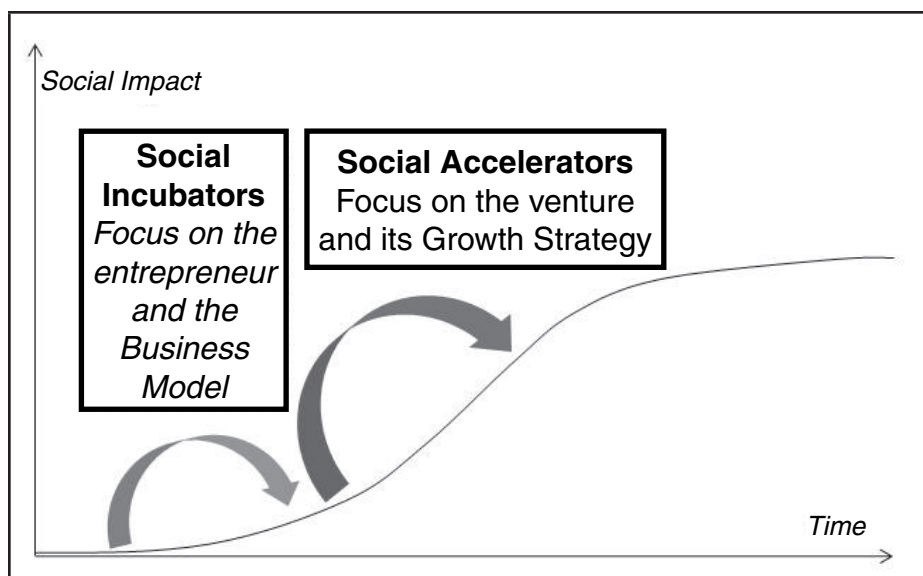 Social Impact
Social
Incubators
Focus on the
entrepreneur
and the
Business
Model
Social Accelerators
Focus on the venture
and its Growth Strategy
Time